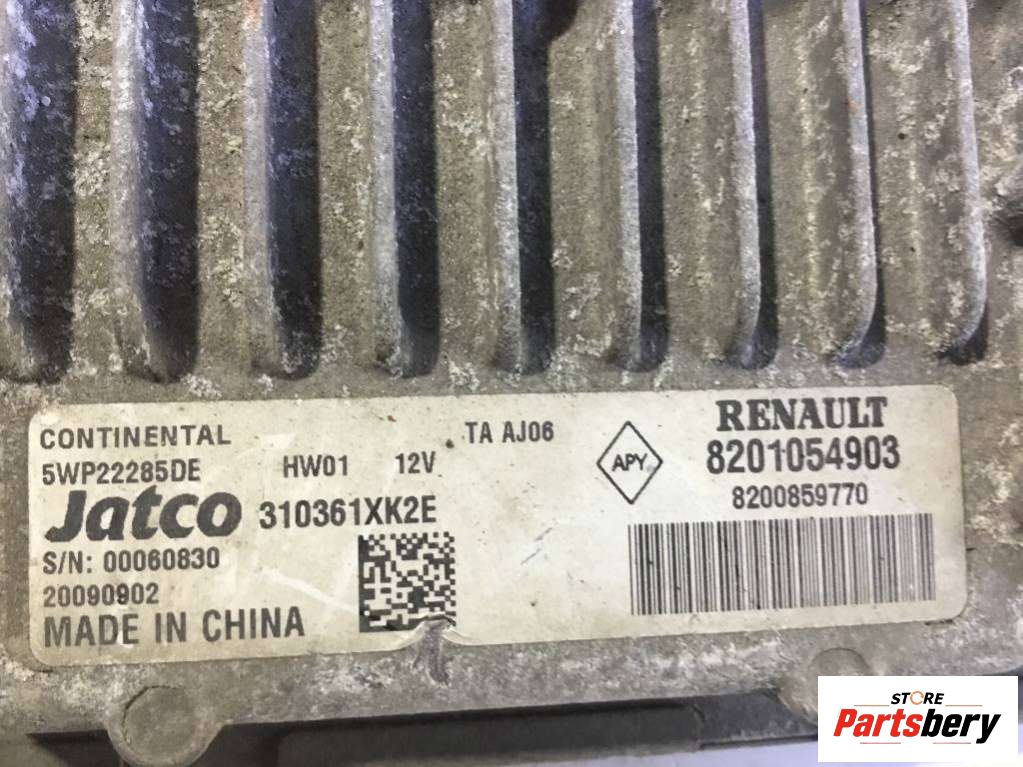 CONTINENTAL
5WP22285DE HW01 12V TA AJ06
Jatco 310361XK2E
S/N: 00060830
20090902
MADE IN CHINA
APY
RENAULT
8201054903
8200859770
STORE
Partsbery